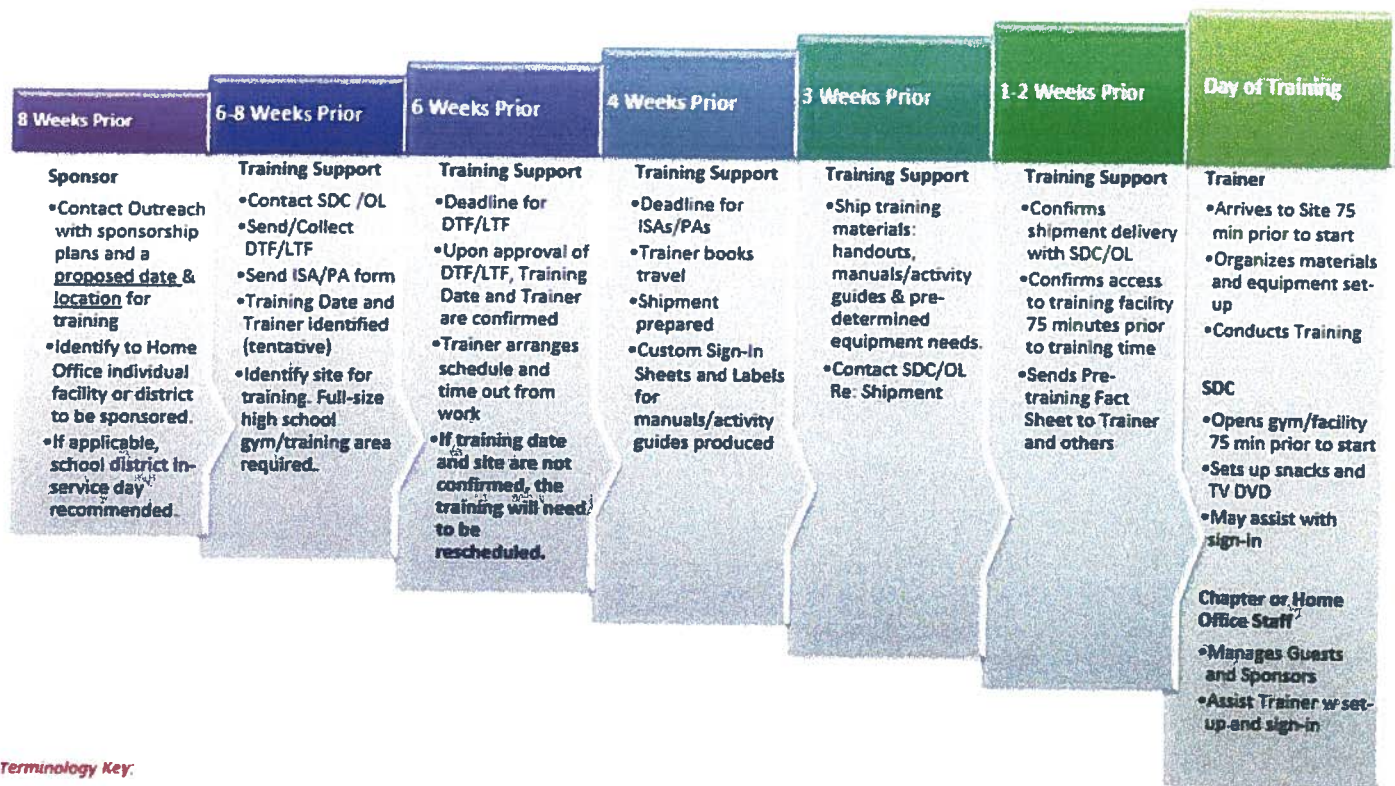 8 Weeks Prior
Sponsor
•Contact Outreach
with sponsorship
plans and a
proposed date &
location for
training
•Identify to Home
Office individual
facility or district
to be sponsored.
•If applicable,
school district in-
service day
recommended.
6-8 Weeks Prior
Training Support
•Contact SDC /OL
•Send/Collect
DTF/LTF
•Send ISA/PA form
•Training Date and
Trainer identified
(tentative)
•Identify site for
training. Full-size
high school
gym/training area
required.
6 Weeks Prior
Training Support
•Deadline for
DTF/LTF
•Upon approval of
DTF/LTF, Training
Date and Trainer
are confirmed
•Trainer arranges
schedule and
time out from
work
•If training date
and site are not
confirmed, the
training will need
to be
rescheduled.
4 Weeks Prior
Training Support
•Deadline for
ISAs/PAs
•Trainer books
travel
•Shipment
prepared
•Custom Sign-In
Sheets and Labels
for
manuals/activity
guides produced
3 Weeks Prior
Training Support
•Ship training
materials:
handouts,
manuals/activity
guides & pre-
determined
equipment needs.
•Contact SDC/OL
Re: Shipment
1-2 Weeks Prior
Training Support
•Confirms
shipment delivery
with SDC/OL
•Confirms access
to training facility
75 minutes prior
to training time
•Sends Pre-
training Fact
Sheet to Trainer
and others
Day of Training
Trainer
•Arrives to Site 75
min prior to start
•Organizes materials
and equipment set-
up
•Conducts Training
SDC
•Opens gym/facility
75 min prior to start
•Sets up snacks and
TV DVD
•May assist with
sign-in
Chapter or Home
Office Staff
•Manages Guests
and Sponsors
•Assist Trainer w set-
up and sign-in
Terminology Key: